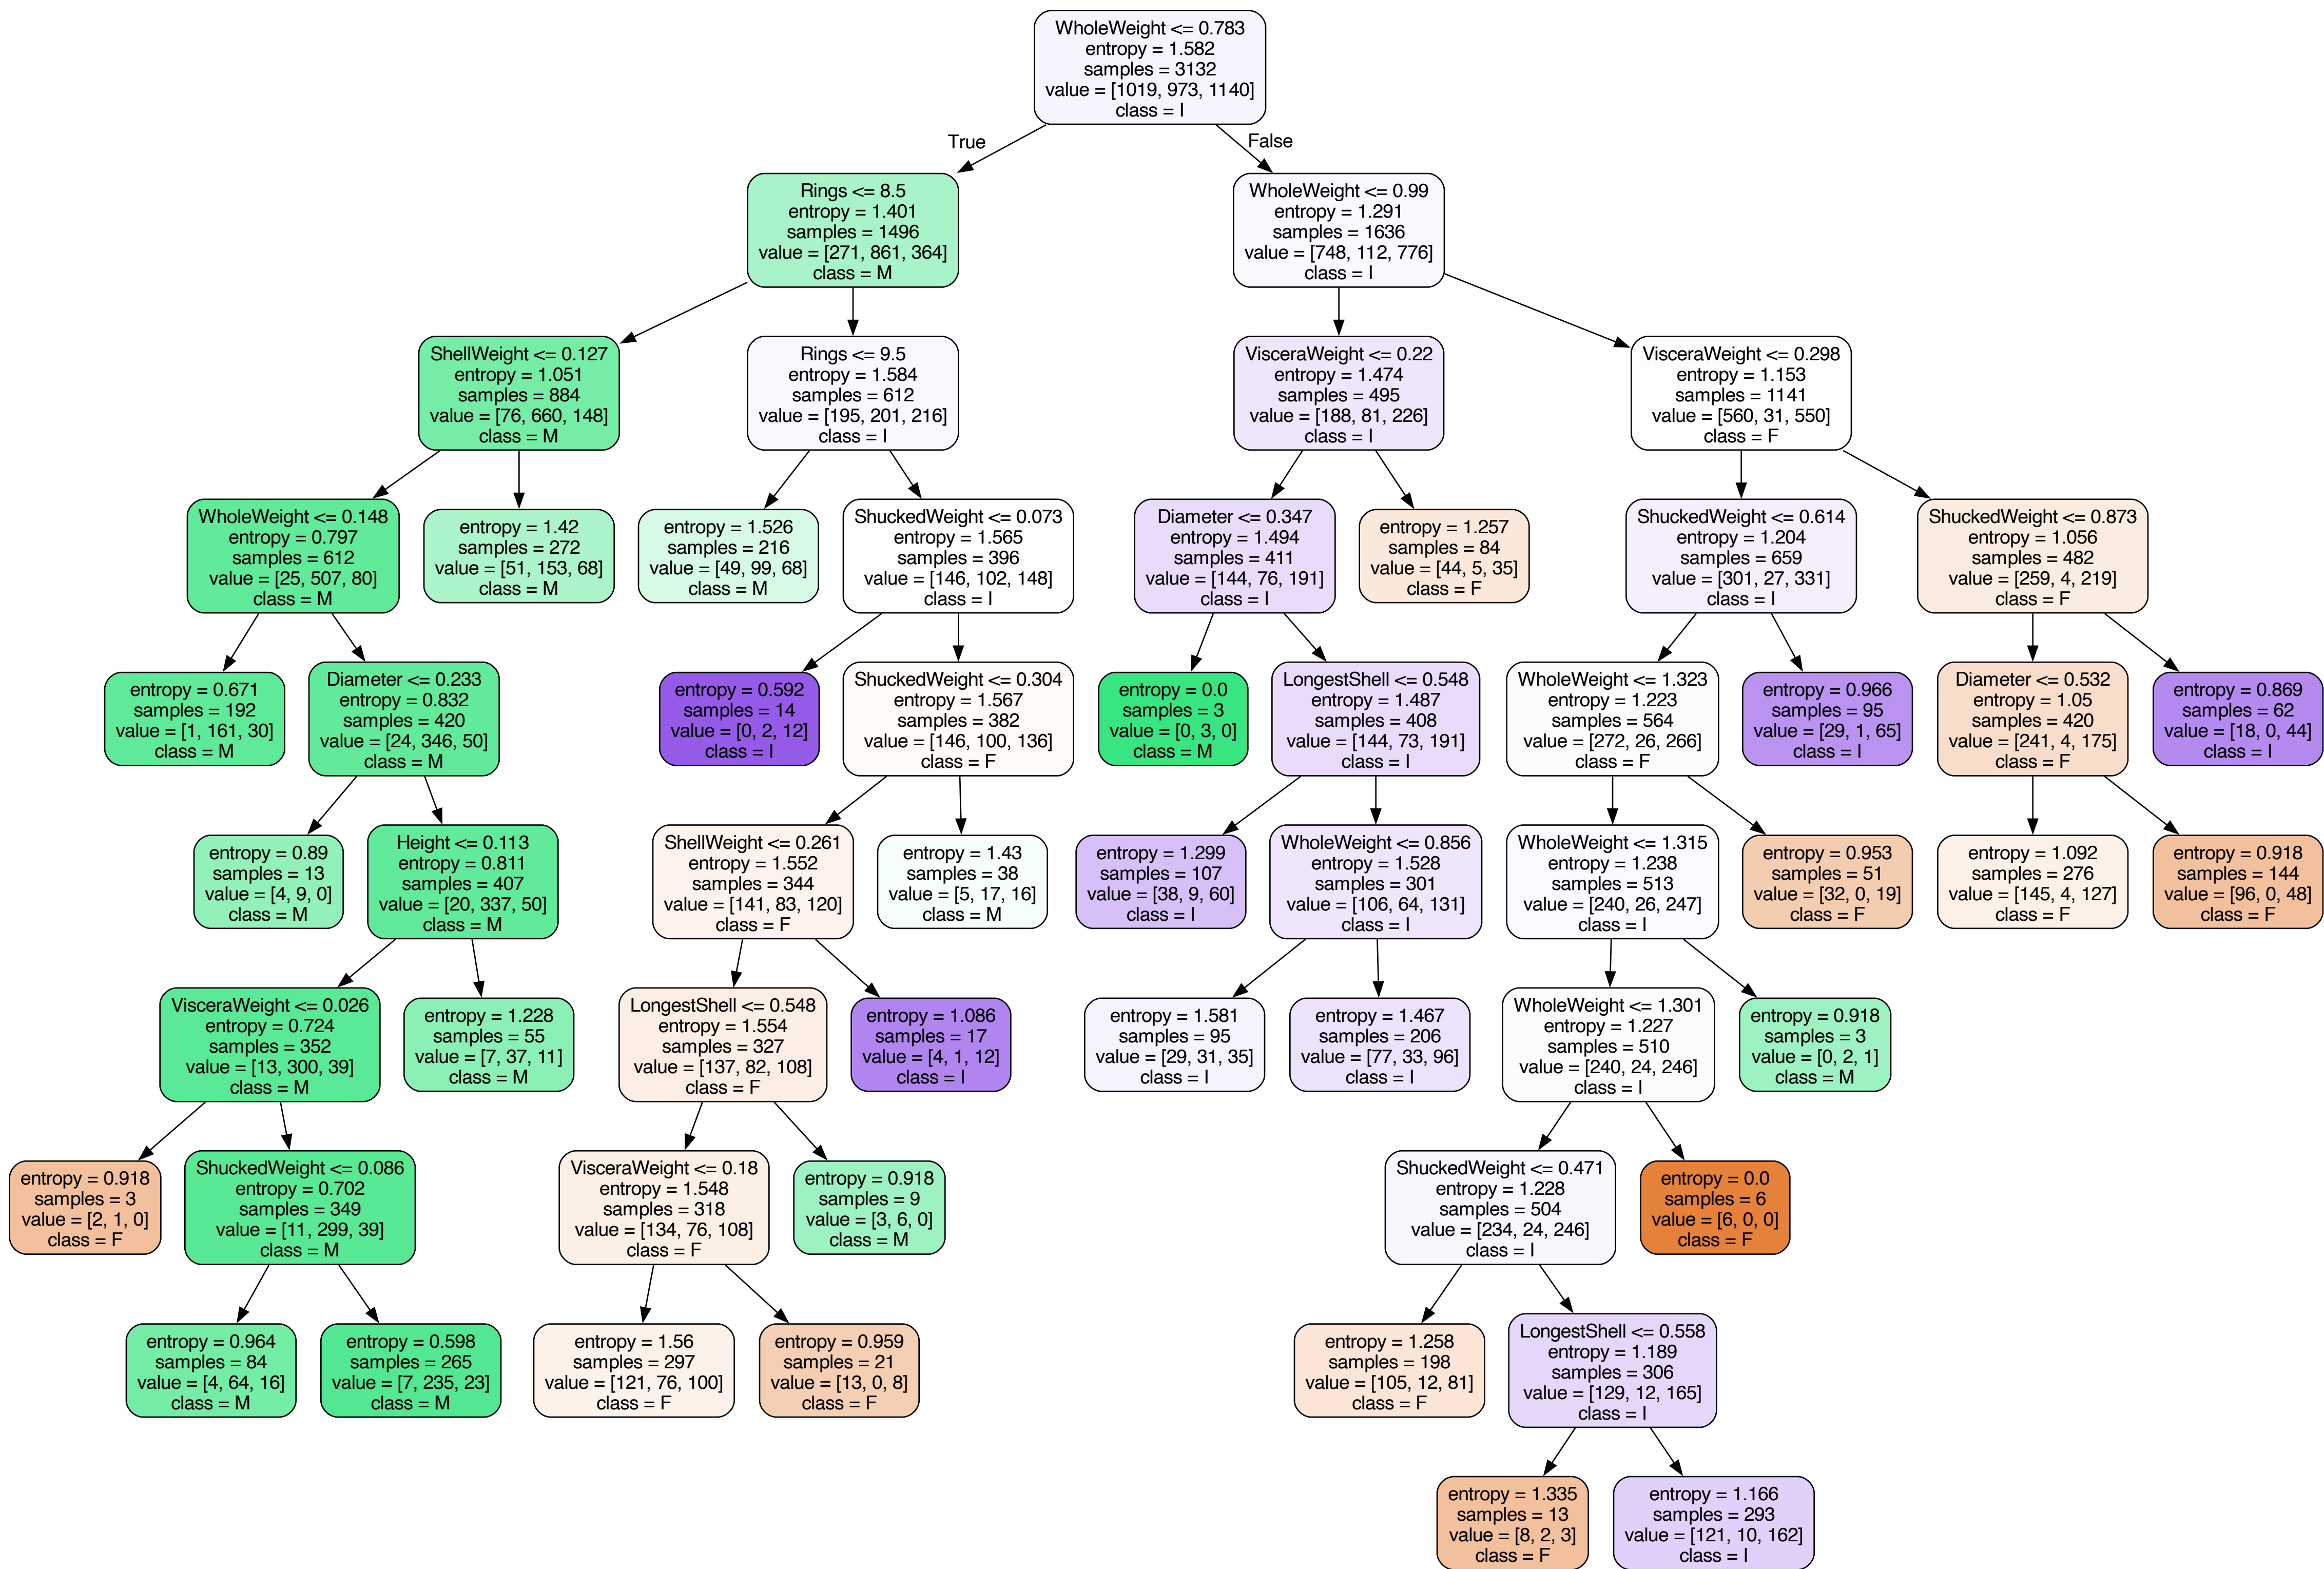 WholeWeight <= 0.783
entropy = 1.582
samples = 3132
value = [1019, 973, 1140]
class = I
True
False
Rings <= 8.5
entropy = 1.401
samples = 1496
value = [271, 861, 364]
class = M
WholeWeight <= 0.99
entropy = 1.291
samples = 1636
value = [748, 112, 776]
class = I
ShellWeight <= 0.127
entropy = 1.051
samples = 884
value = [76, 660, 148]
class = M
Rings <= 9.5
entropy = 1.584
samples = 612
value = [195, 201, 216]
class = I
VisceraWeight <= 0.22
entropy = 1.474
samples = 495
value = [188, 81, 226]
class = I
VisceraWeight <= 0.298
entropy = 1.153
samples = 1141
value = [560, 31, 550]
class = F
WholeWeight <= 0.148
entropy = 0.797
samples = 612
value = [25, 507, 80]
class = M
entropy = 1.42
samples = 272
value = [51, 153, 68]
class = M
entropy = 1.526
samples = 216
value = [49, 99, 68]
class = M
ShuckedWeight <= 0.073
entropy = 1.565
samples = 396
value = [146, 102, 148]
class = I
Diameter <= 0.347
entropy = 1.494
samples = 411
value = [144, 76, 191]
class = I
entropy = 1.257
samples = 84
value = [44, 5, 35]
class = F
ShuckedWeight <= 0.614
entropy = 1.204
samples = 659
value = [301, 27, 331]
class = I
ShuckedWeight <= 0.873
entropy = 1.056
samples = 482
value = [259, 4, 219]
class = F
entropy = 0.671
samples = 192
value = [1, 161, 30]
class = M
Diameter <= 0.233
entropy = 0.832
samples = 420
value = [24, 346, 50]
class = M
entropy = 0.592
samples = 14
value = [0, 2, 12]
class = I
ShuckedWeight <= 0.304
entropy = 1.567
samples = 382
value = [146, 100, 136]
class = F
entropy = 0.0
samples = 3
value = [0, 3, 0]
class = M
LongestShell <= 0.548
entropy = 1.487
samples = 408
value = [144, 73, 191]
class = I
WholeWeight <= 1.323
entropy = 1.223
samples = 564
value = [272, 26, 266]
class = F
entropy = 0.966
samples = 95
value = [29, 1, 65]
class = I
Diameter <= 0.532
entropy = 1.05
samples = 420
value = [241, 4, 175]
class = F
entropy = 0.869
samples = 62
value = [18, 0, 44]
class = I
entropy = 0.89
samples = 13
value = [4, 9, 0]
class = M
Height <= 0.113
entropy = 0.811
samples = 407
value = [20, 337, 50]
class = M
ShellWeight <= 0.261
entropy = 1.552
samples = 344
value = [141, 83, 120]
class = F
entropy = 1.43
samples = 38
value = [5, 17, 16]
class = M
entropy = 1.299
samples = 107
value = [38, 9, 60]
class = I
WholeWeight <= 0.856
entropy = 1.528
samples = 301
value = [106, 64, 131]
class = I
WholeWeight <= 1.315
entropy = 1.238
samples = 513
value = [240, 26, 247]
class = I
entropy = 0.953
samples = 51
value = [32, 0, 19]
class = F
entropy = 1.092
samples = 276
value = [145, 4, 127]
class = F
entropy = 0.918
samples = 144
value = [96, 0, 48]
class = F
VisceraWeight <= 0.026
entropy = 0.724
samples = 352
value = [13, 300, 39]
class = M
entropy = 1.228
samples = 55
value = [7, 37, 11]
class = M
LongestShell <= 0.548
entropy = 1.554
samples = 327
value = [137, 82, 108]
class = F
entropy = 1.086
samples = 17
value = [4, 1, 12]
class = I
entropy = 1.581
samples = 95
value = [29, 31, 35]
class = I
entropy = 1.467
samples = 206
value = [77, 33, 96]
class = I
WholeWeight <= 1.301
entropy = 1.227
samples = 510
value = [240, 24, 246]
class = I
entropy = 0.918
samples = 3
value = [0, 2, 1]
class = M
entropy = 0.918
samples = 3
value = [2, 1, 0]
class = F
ShuckedWeight <= 0.086
entropy = 0.702
samples = 349
value = [11, 299, 39]
class = M
VisceraWeight <= 0.18
entropy = 1.548
samples = 318
value = [134, 76, 108]
class = F
entropy = 0.918
samples = 9
value = [3, 6, 0]
class = M
ShuckedWeight <= 0.471
entropy = 1.228
samples = 504
value = [234, 24, 246]
class = I
entropy = 0.0
samples = 6
value = [6, 0, 0]
class = F
entropy = 0.964
samples = 84
value = [4, 64, 16]
class = M
entropy = 0.598
samples = 265
value = [7, 235, 23]
class = M
entropy = 1.56
samples = 297
value = [121, 76, 100]
class = F
entropy = 0.959
samples = 21
value = [13, 0, 8]
class = F
entropy = 1.258
samples = 198
value = [105, 12, 81]
class = F
LongestShell <= 0.558
entropy = 1.189
samples = 306
value = [129, 12, 165]
class = I
entropy = 1.335
samples = 13
value = [8, 2, 3]
class = F
entropy = 1.166
samples = 293
value = [121, 10, 162]
class = I